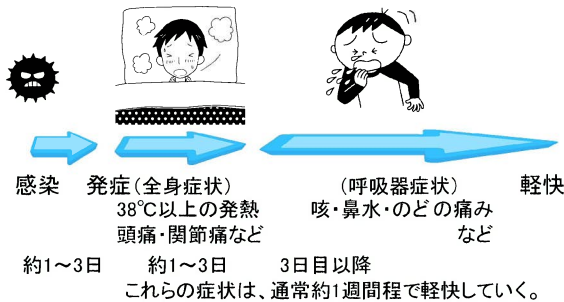 感染 発症(全身症状) (呼吸器症状) 軽快
38℃以上の発熱 咳・鼻水・のどの痛み
頭痛・関節痛など など
約1～3日 約1～3日 3日目以降
これらの症状は、通常約1週間程で軽快していく。